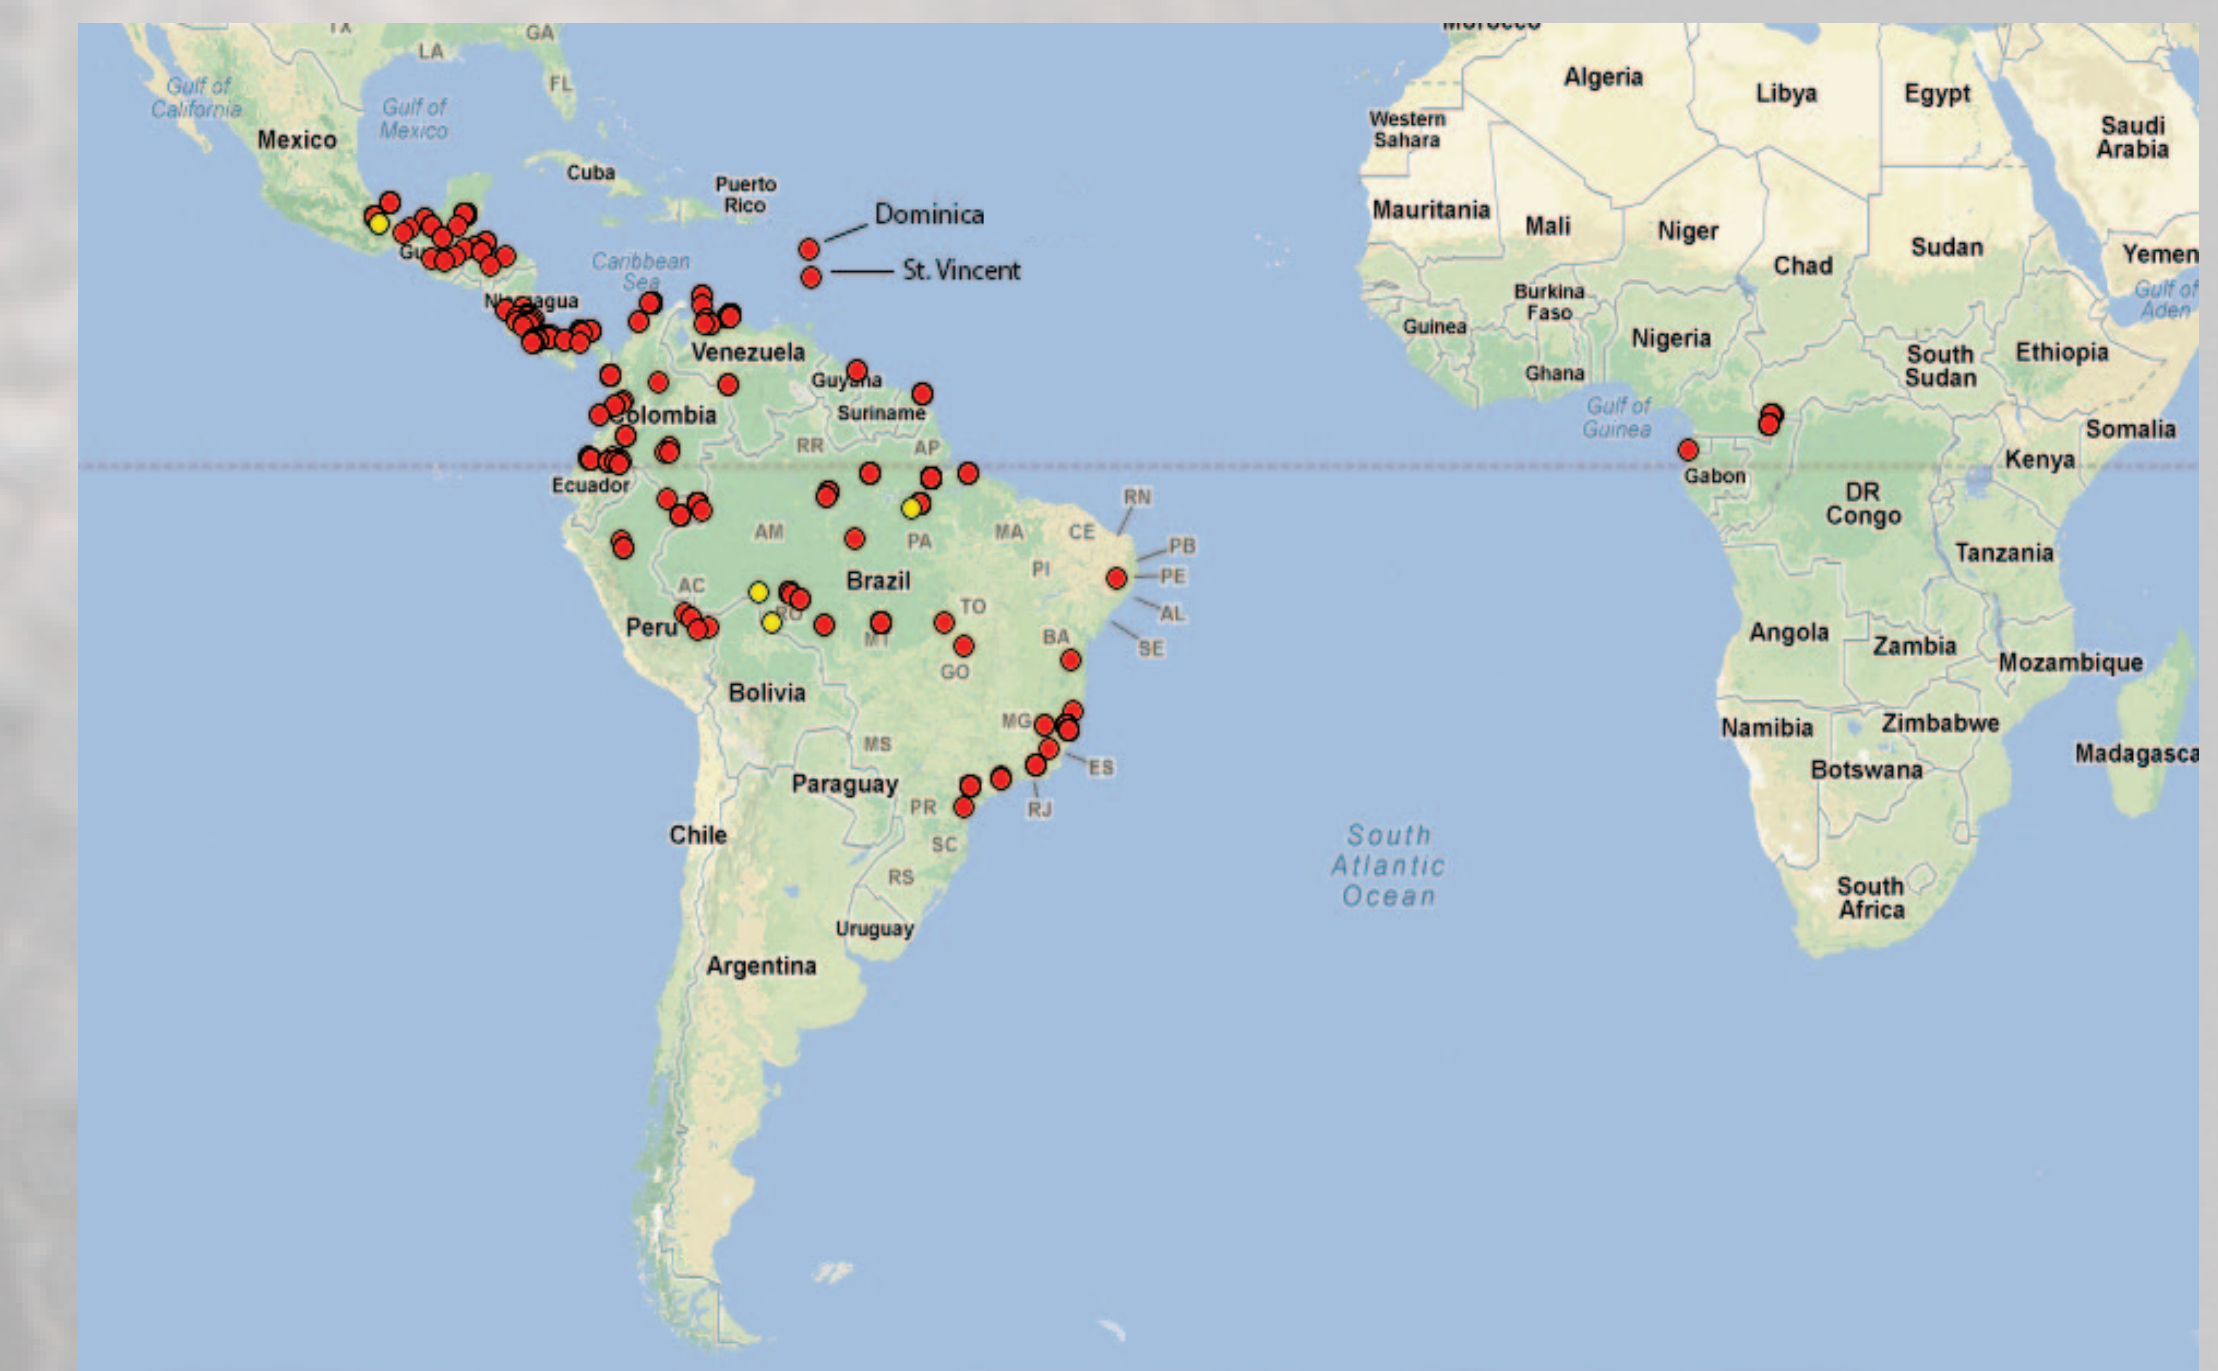 TX
LA
GA
FL
Gulf of
California
Gulf of
Mexico
Mexico
Cuba
Puerto
Rico
Dominica
St. Vincent
Caribbean
Sea
Venezuela
Guyana
Suriname
Ecuador
RR
AP
AM
PA
MA
CE
RN
PB
PI
PE
AL
SE
AC
Brazil
Peru
RO
MT
TO
BA
GO
Bolivia
MG
MS
ES
Paraguay
PR
RJ
Chile
SC
RS
Uruguay
Argentina
South
Atlantic
Ocean
Morocco
Algeria
Libya
Egypt
Western
Sahara
Saudi
Arabia
Mauritania
Mali
Niger
Chad
Sudan
Yemen
Gulf of
Aden
Burkina
Faso
Guinea
Nigeria
Ghana
South
Sudan
Ethiopia
Gulf of
Guinea
Somalia
Gabon
Kenya
DR
Congo
Tanzania
Angola
Zambia
Mozambique
Namibia
Zimbabwe
Botswana
Madagasca
South
Africa